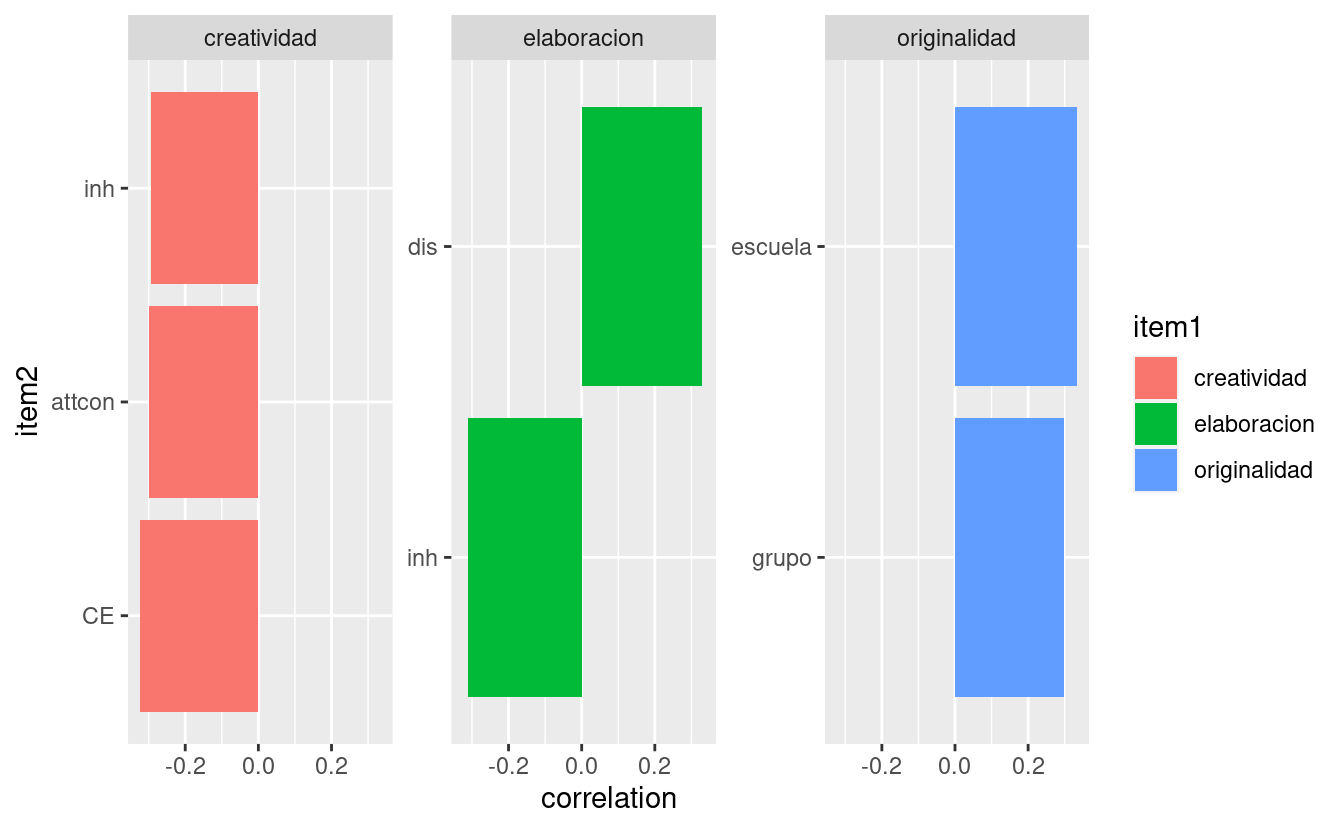 creatividad
elaboracion
originalidad
item2
inh
attcon
CE
dis
inh
escuela
grupo
-0.2 0.0 0.2
-0.2 0.0 0.2
-0.2 0.0 0.2
correlation
item1
creatividad
elaboracion
originalidad